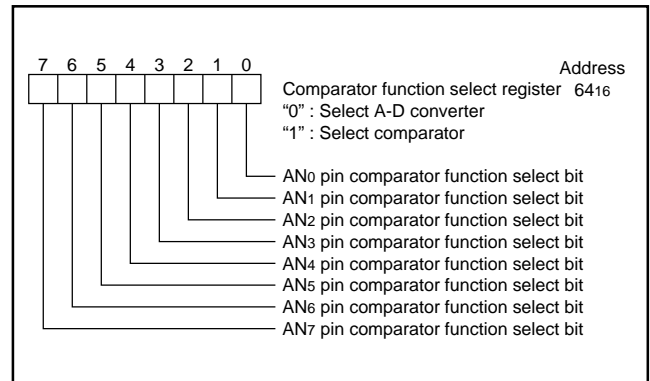 7 6 5 4 3 2 1 0
Address
Comparator function select register 6416
“0” : Select A-D converter
“1” : Select comparator
AN0 pin comparator function select bit
AN1 pin comparator function select bit
AN2 pin comparator function select bit
AN3 pin comparator function select bit
AN4 pin comparator function select bit
AN5 pin comparator function select bit
AN6 pin comparator function select bit
AN7 pin comparator function select bit